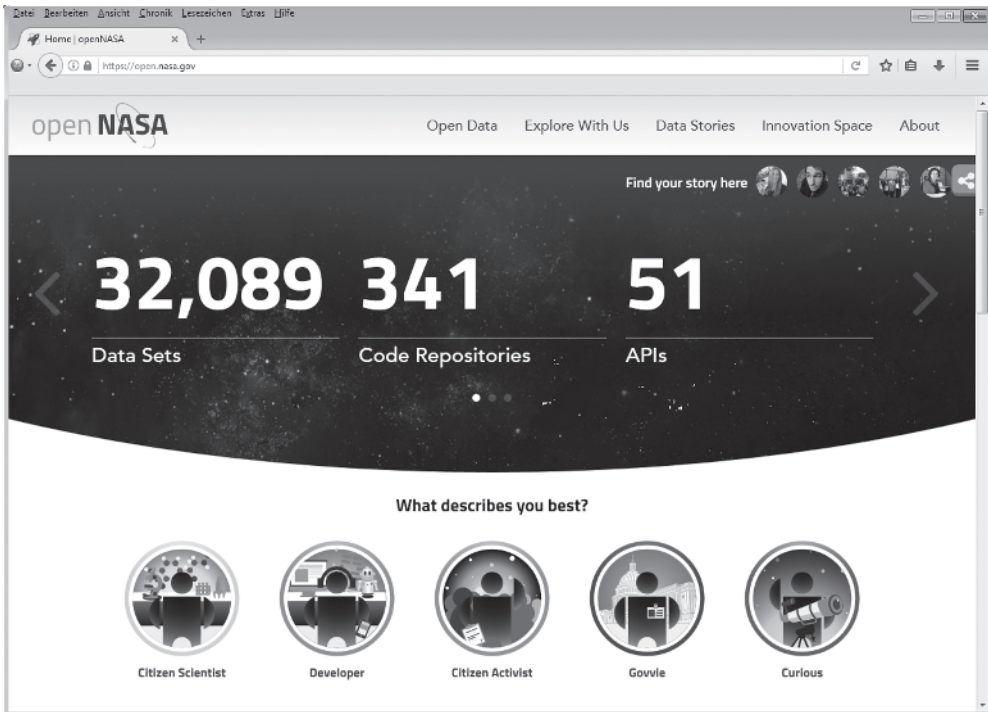 Datei Bearbeiten Ansicht Chronik Lesezeichen Extras Hilfe
Home | openNASA × +
https://open.nasa.gov
open NASA
Open Data Explore With Us Data Stories Innovation Space About
Find your story here
32,089 341 51
Data Sets Code Repositories APIs
What describes you best?
Citizen Scientist Developer Citizen Activist Govvie Curious